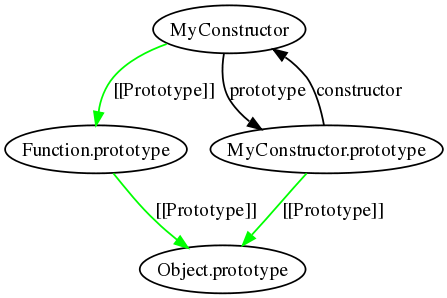 MyConstructor
[[Prototype]]
prototype
constructor
Function.prototype
MyConstructor.prototype
[[Prototype]]
[[Prototype]]
Object.prototype